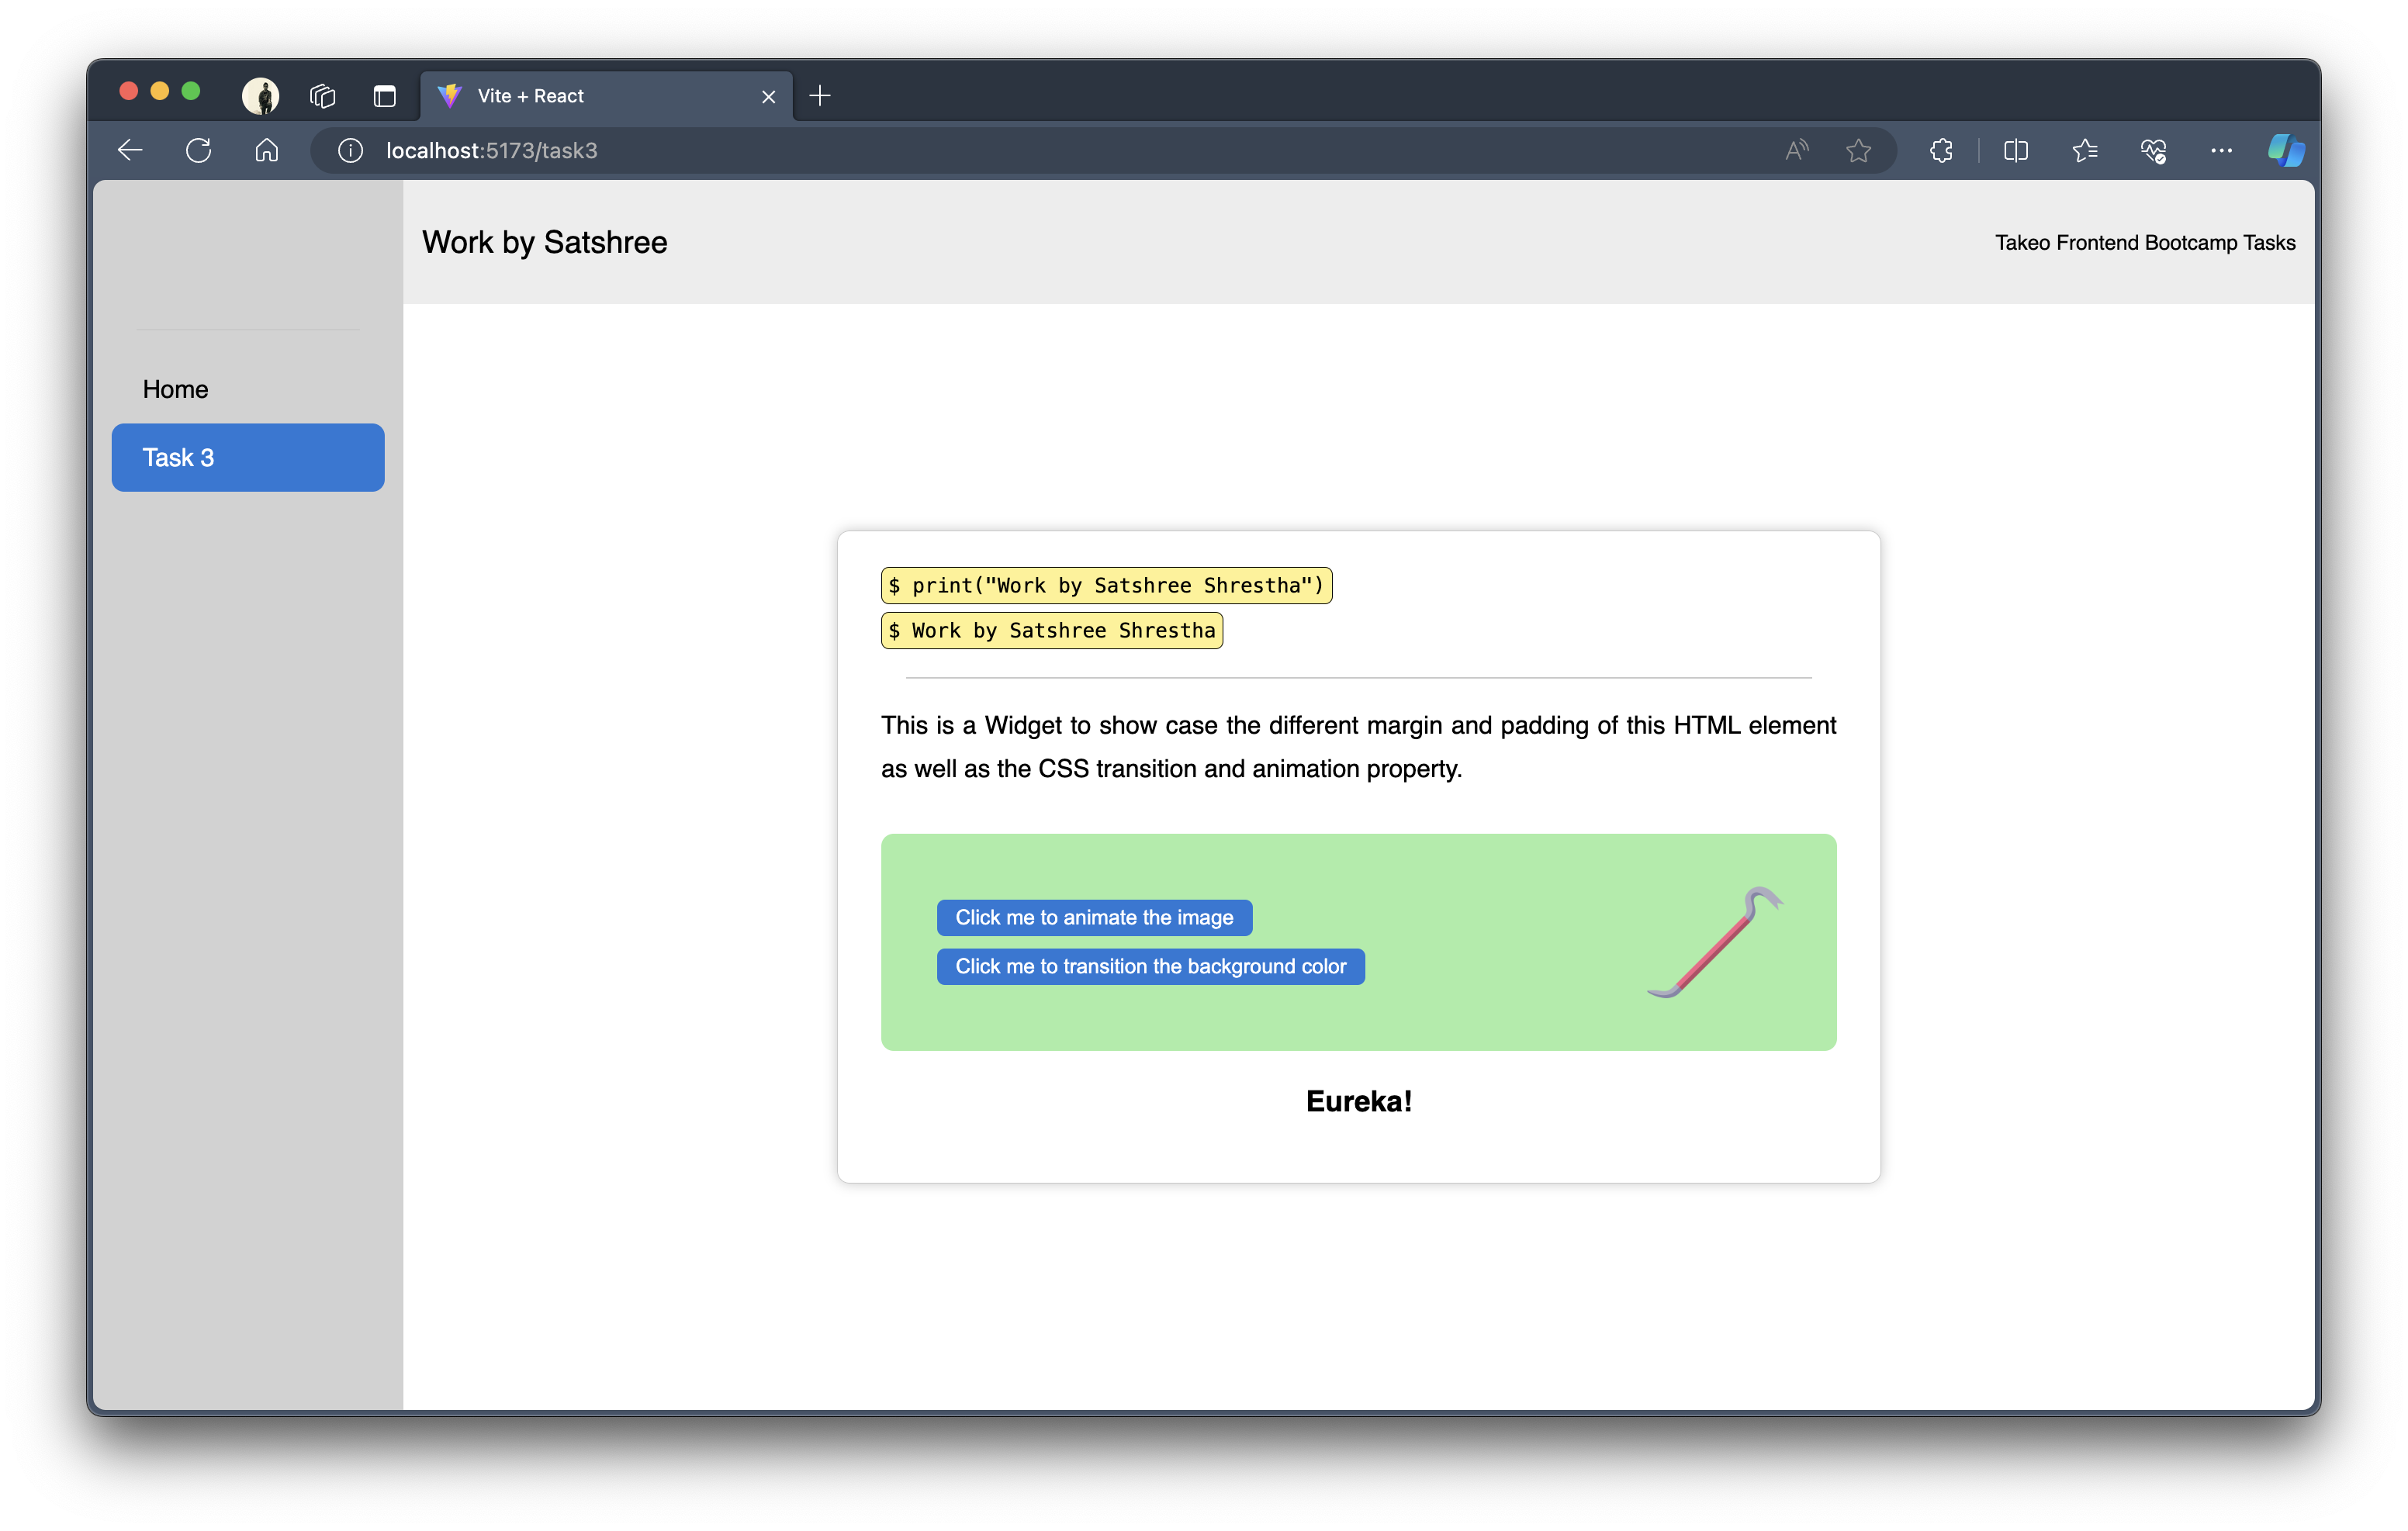 Vite + React
localhost:5173/task3
Work by Satshree
Takeo Frontend Bootcamp Tasks
Home
Task 3
$ print("Work by Satshree Shrestha")
$ Work by Satshree Shrestha
This is a Widget to show case the different margin and padding of this HTML element
as well as the CSS transition and animation property.
Click me to animate the image
Click me to transition the background color
Eureka!